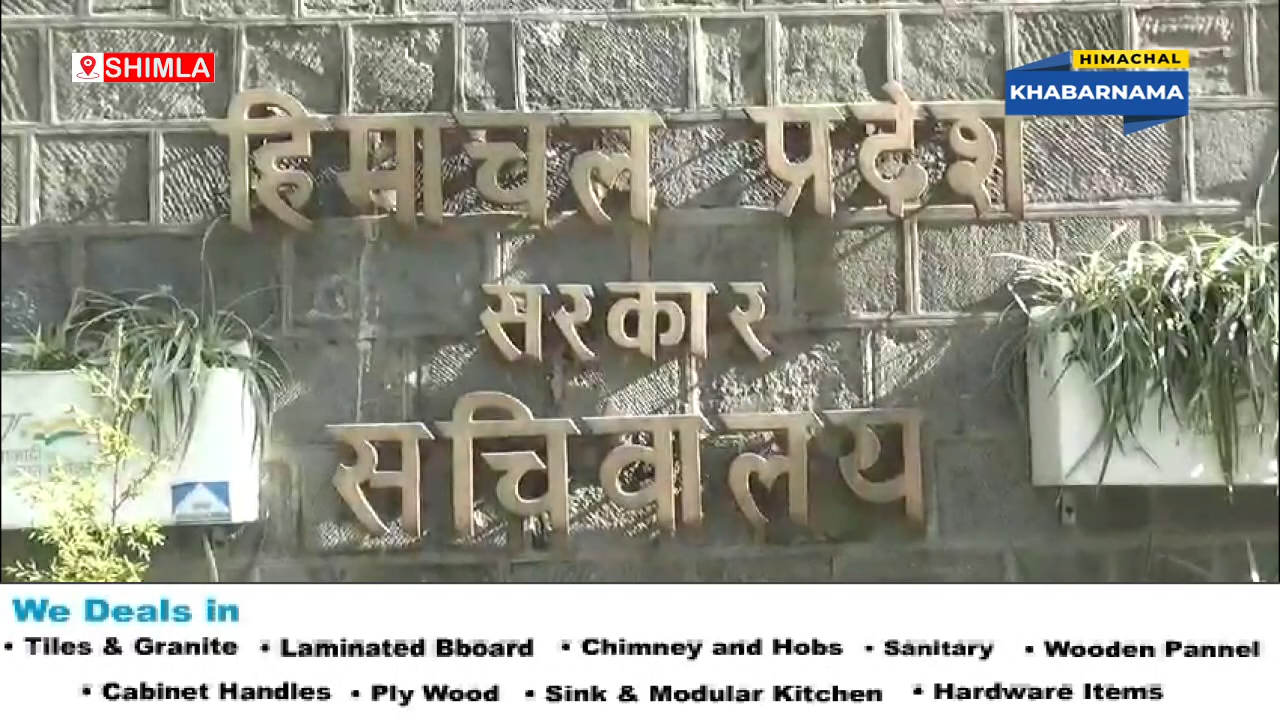 SHIMLA
HIMACHAL
KHABARNAMA
हिमाचल प्रदेश
सरकार
सचिवालय
We Deals in
• Tiles & Granite • Laminated Bboard • Chimney and Hobs • Sanitary • Wooden Pannel
• Cabinet Handles • Ply Wood • Sink & Modular Kitchen • Hardware Items